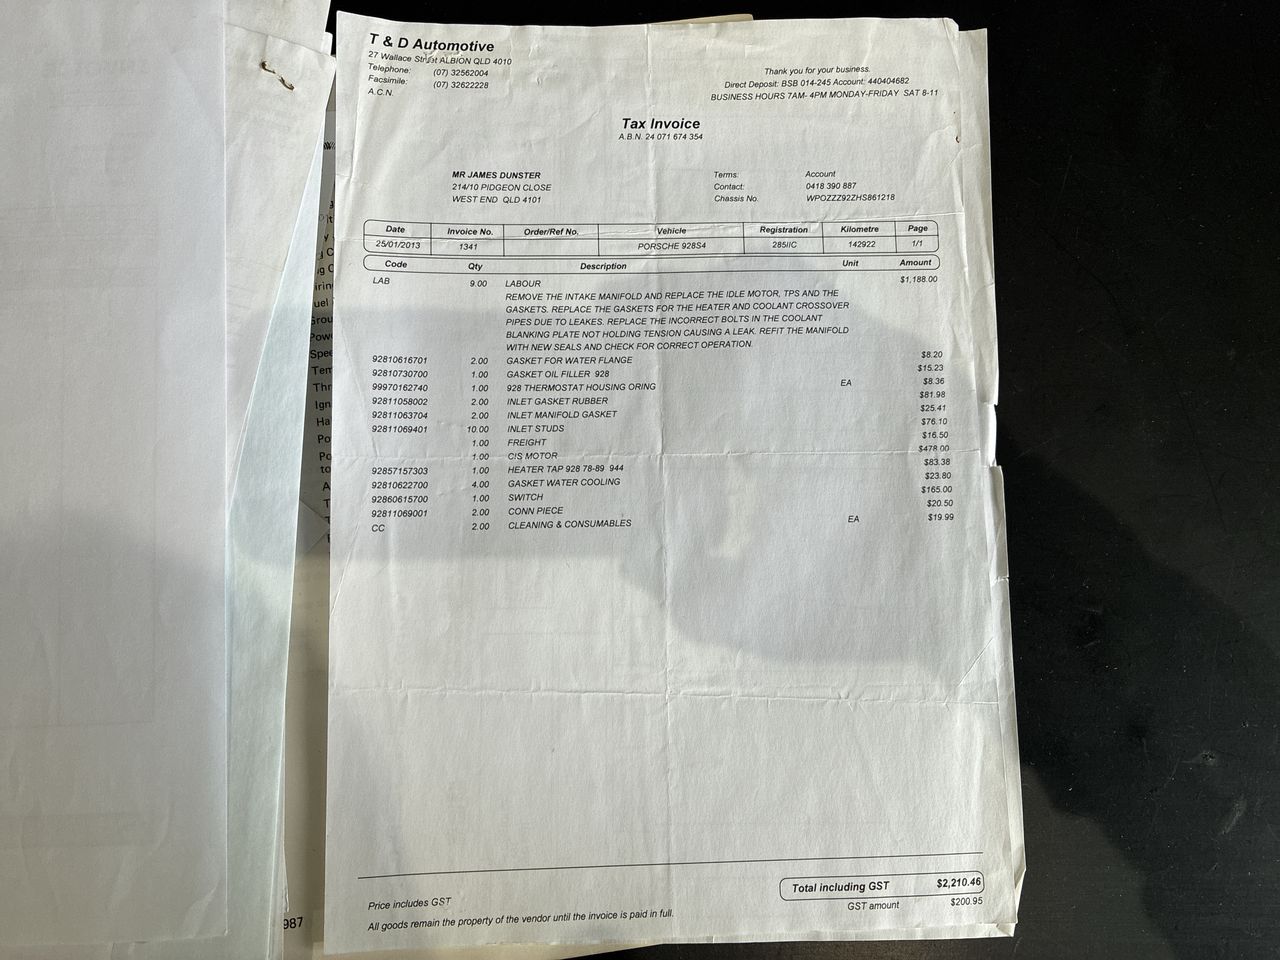 T & D Automotive
27 Wallace Street ALBION QLD 4010
Telephone: (07) 32562004
Facsimile: (07) 32622228
A.C.N.
Thank you for your business.
Direct Deposit: BSB 014-245 Account: 440404682
BUSINESS HOURS 7AM- 4PM MONDAY-FRIDAY SAT 8-11
Tax Invoice
A.B.N. 24 071 674 354
MR JAMES DUNSTER
214/10 PIDGEON CLOSE
WEST END QLD 4101
Terms: Account
Contact: 0418 390 887
Chassis No. WPOZZZ92ZHS861218
Date Invoice No. Order/Ref No. Vehicle Registration Kilometre Page
25/01/2013 1341 PORSCHE 928S4 285IIC 142922 1/1
Code Qty Description Unit Amount
LAB 9.00 LABOUR $1,188.00
REMOVE THE INTAKE MANIFOLD AND REPLACE THE IDLE MOTOR, TPS AND THE
GASKETS. REPLACE THE GASKETS FOR THE HEATER AND COOLANT CROSSOVER
PIPES DUE TO LEAKES. REPLACE THE INCORRECT BOLTS IN THE COOLANT
BLANKING PLATE NOT HOLDING TENSION CAUSING A LEAK. REFIT THE MANIFOLD
WITH NEW SEALS AND CHECK FOR CORRECT OPERATION.
92810616701 2.00 GASKET FOR WATER FLANGE $8.20
92810730700 1.00 GASKET OIL FILLER 928 $15.23
99970162740 1.00 928 THERMOSTAT HOUSING ORING EA $8.36
92811058002 2.00 INLET GASKET RUBBER $81.98
92811063704 2.00 INLET MANIFOLD GASKET $25.41
92811069401 10.00 INLET STUDS $76.10
1.00 FREIGHT $16.50
1.00 CIS MOTOR $478.00
92857157303 1.00 HEATER TAP 928 78-89 944 $83.38
92810622700 4.00 GASKET WATER COOLING $23.80
92860615700 1.00 SWITCH $165.00
92811069001 2.00 CONN PIECE $20.50
CC 2.00 CLEANING & CONSUMABLES EA $19.99
Total including GST $2,210.46
GST amount $200.95
Price includes GST
All goods remain the property of the vendor until the invoice is paid in full.
987